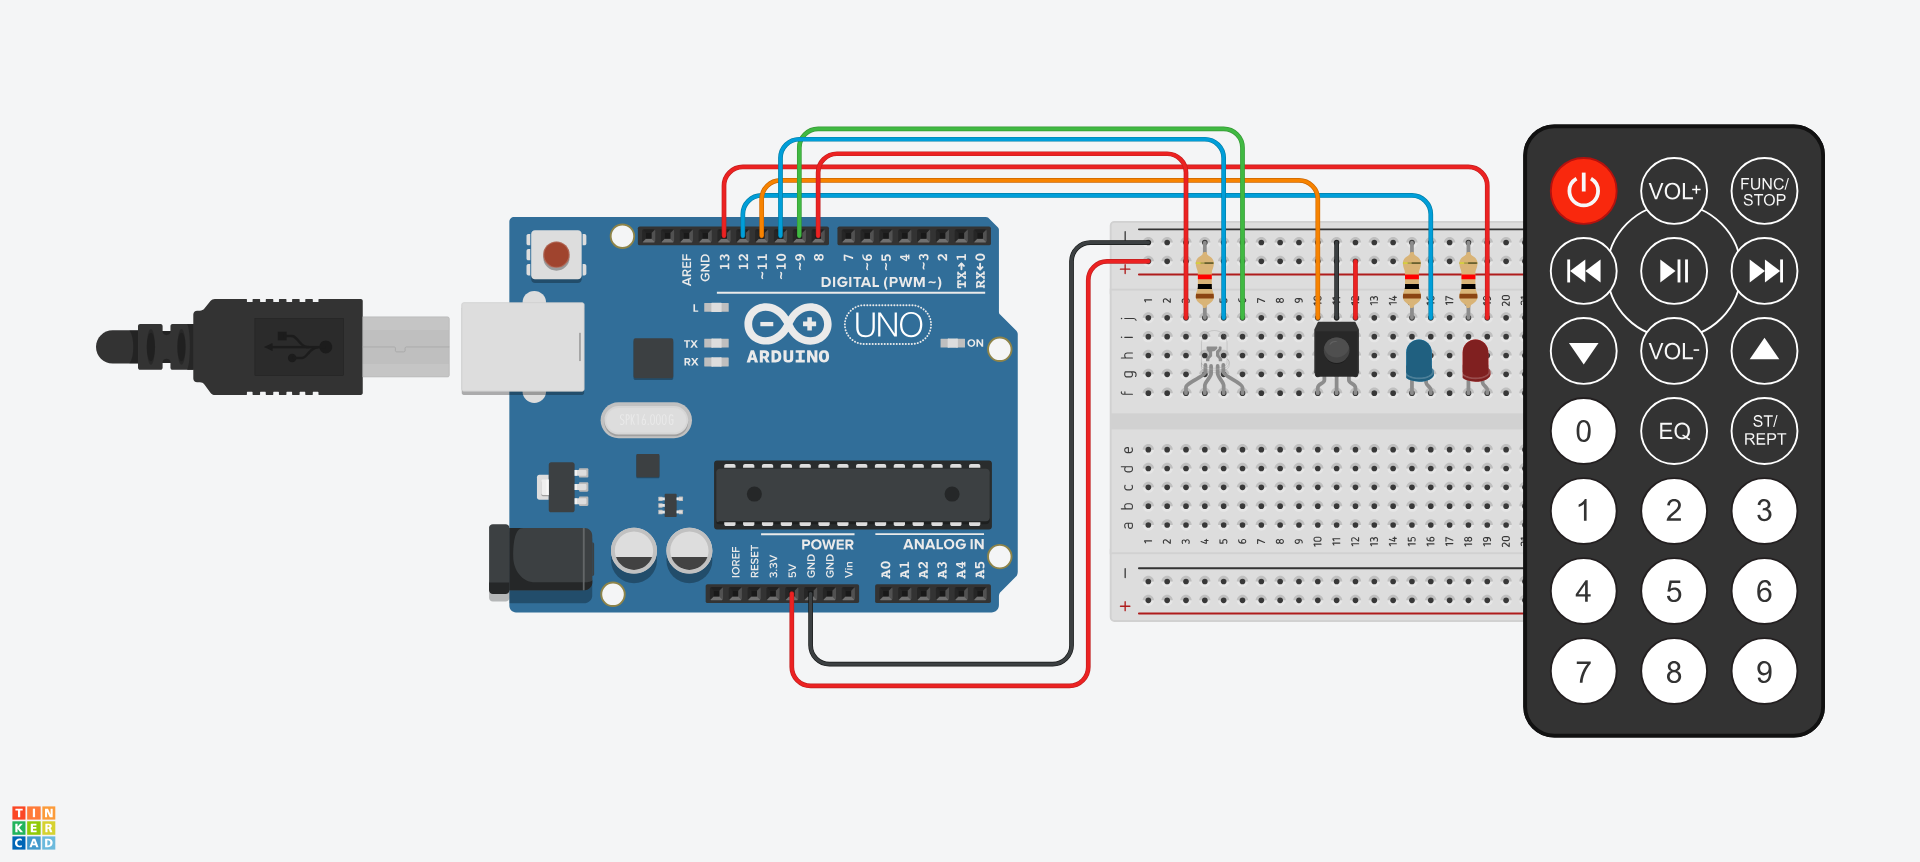 AREF
GND
13
12
~11
~10
~9
8
7
~6
~5
4
~3
2
TX→1
RX←0
DIGITAL (PWM~)
L
TX
RX
ARDUINO
UNO
ON
SPK16.000G
IOREF
RESET
3.3V
5V
GND
GND
Vin
POWER
ANALOG IN
A0
A1
A2
A3
A4
A5
1 2 3 4 5 6 7 8 9 10 11 12 13 14 15 16 17 18 19 20
j
i
h
g
f
e
d
c
b
a
1 2 3 4 5 6 7 8 9 10 11 12 13 14 15 16 17 18 19 20
VOL+
FUNC/
STOP
VOL-
0
EQ
ST/
REPT
1 2 3
4 5 6
7 8 9
TIN
KER
CAD